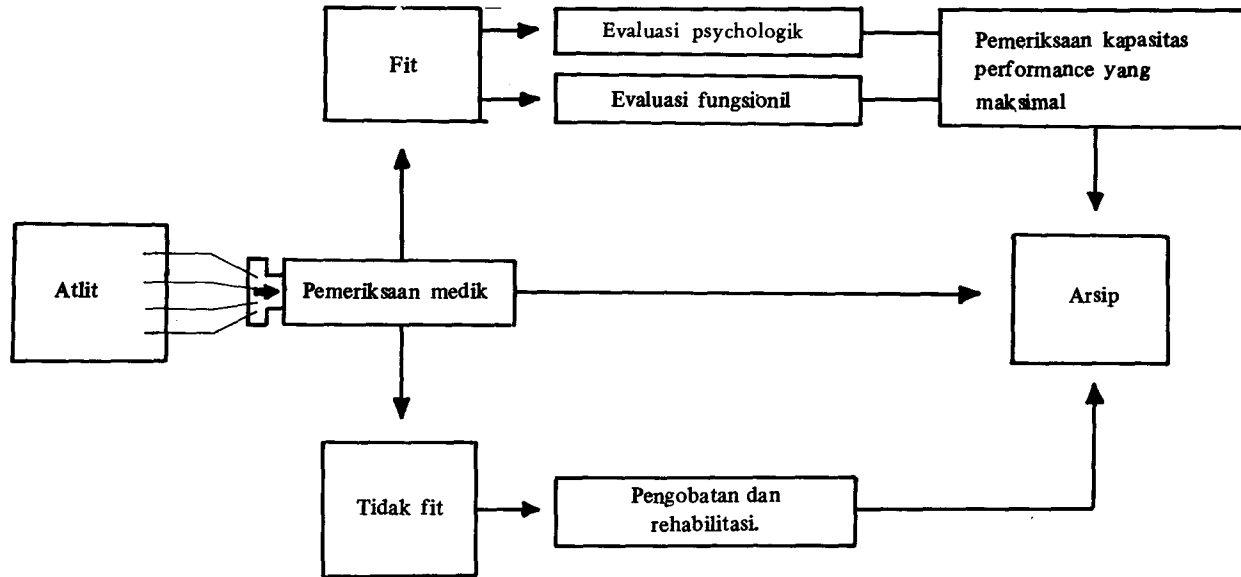 Fit
Evaluasi psychologik
Evaluasi fungsionil
Pemeriksaan kapasitas
performance yang
maksimal
Atlit
Pemeriksaan medik
Arsip
Tidak fit
Pengobatan dan
rehabilitasi.